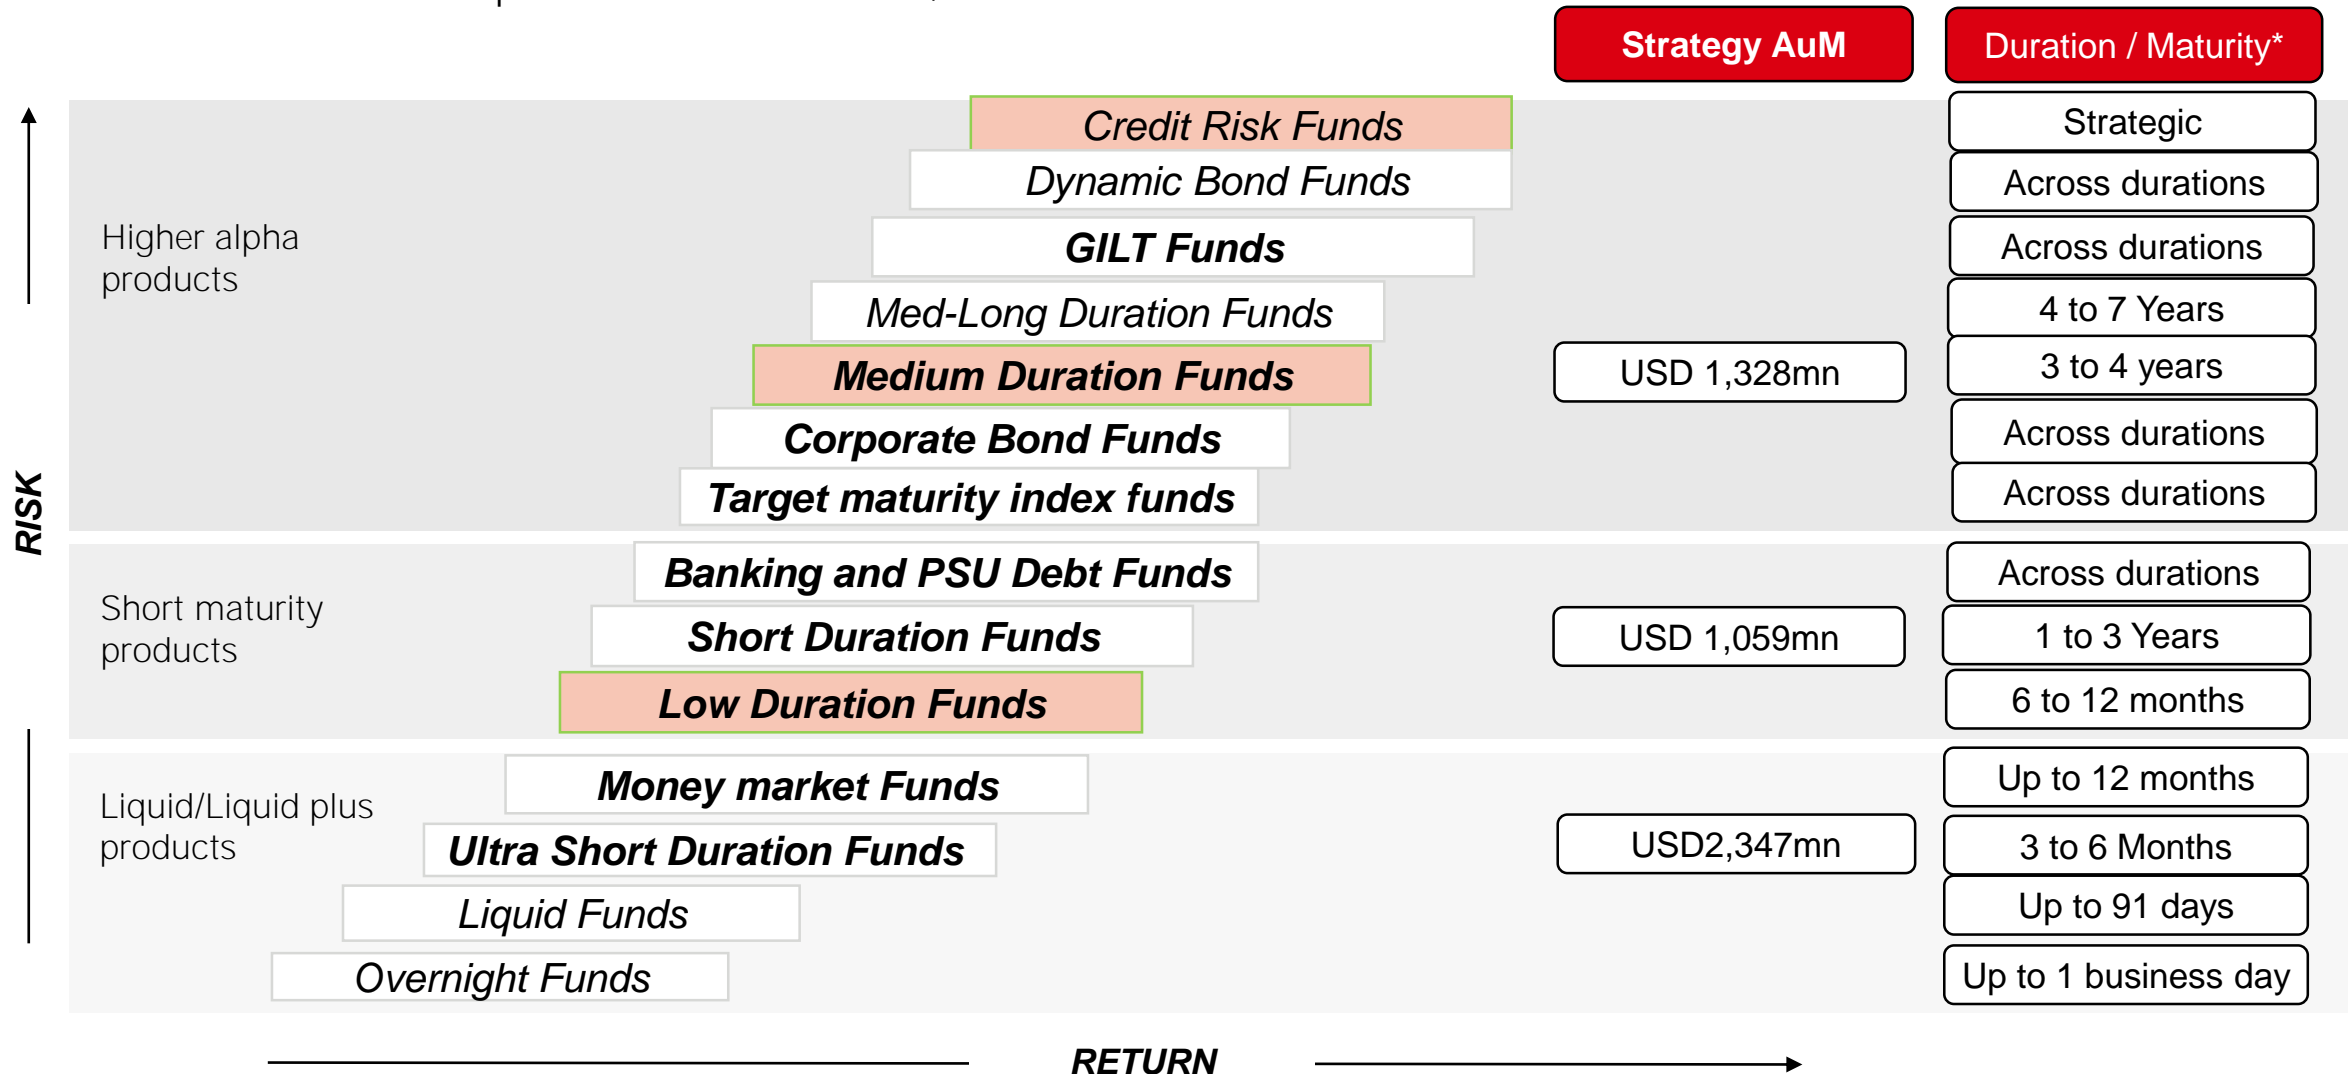 Strategy AuM
Duration / Maturity*
Credit Risk Funds
Strategic
Dynamic Bond Funds
Across durations
Higher alpha
products
GILT Funds
Across durations
Med-Long Duration Funds
4 to 7 Years
Medium Duration Funds
USD 1,328mn
3 to 4 years
Corporate Bond Funds
Across durations
Target maturity index funds
Across durations
RISK
Banking and PSU Debt Funds
Across durations
Short maturity
products
Short Duration Funds
USD 1,059mn
1 to 3 Years
Low Duration Funds
6 to 12 months
Money market Funds
Up to 12 months
Liquid/Liquid plus
products
Ultra Short Duration Funds
USD2,347mn
3 to 6 Months
Liquid Funds
Up to 91 days
Overnight Funds
Up to 1 business day
RETURN